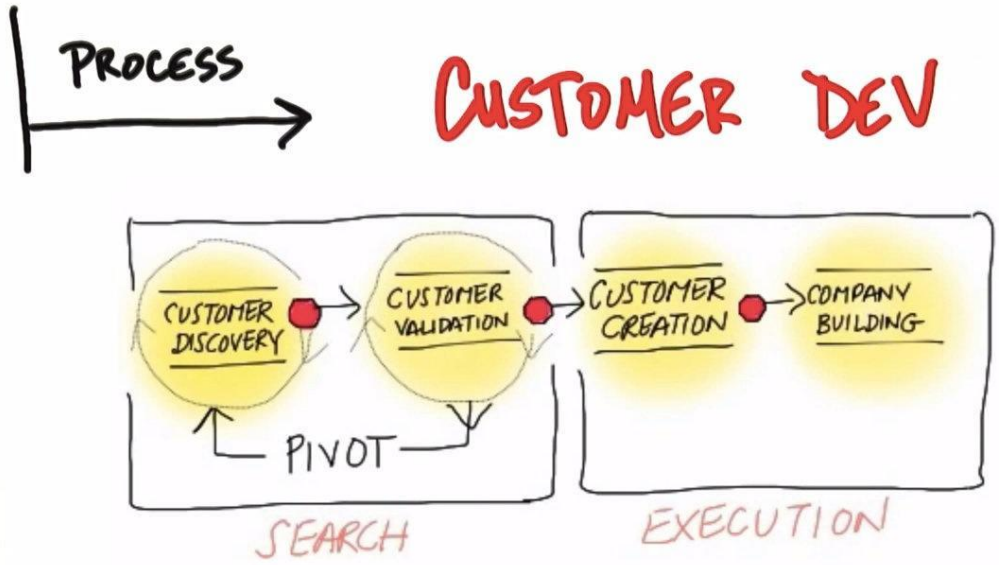 PROCESS
CUSTOMER DEV
CUSTOMER
DISCOVERY
CUSTOMER
VALIDATION
CUSTOMER
CREATION
COMPANY
BUILDING
PIVOT
SEARCH
EXECUTION